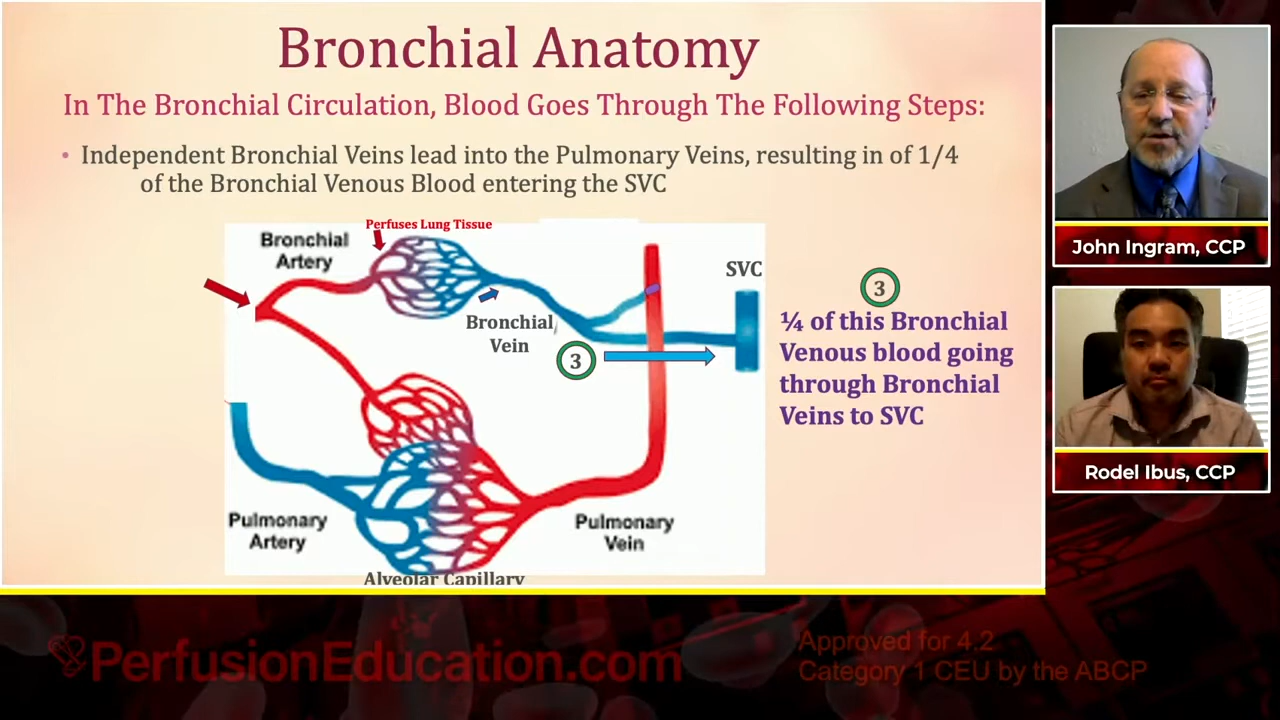 Bronchial Anatomy
In The Bronchial Circulation, Blood Goes Through The Following Steps:
• Independent Bronchial Veins lead into the Pulmonary Veins, resulting in of 1/4
of the Bronchial Venous Blood entering the SVC
Perfuses Lung Tissue
Bronchial
Artery
SVC
Bronchial
Vein
3
3
¼ of this Bronchial
Venous blood going
through Bronchial
Veins to SVC
Pulmonary
Artery
Pulmonary
Vein
Alveolar Capillary
John Ingram, CCP
Rodel Ibus, CCP
PerfusionEducation.com
Approved for 4.2
Category 1 CEU by the ABCP